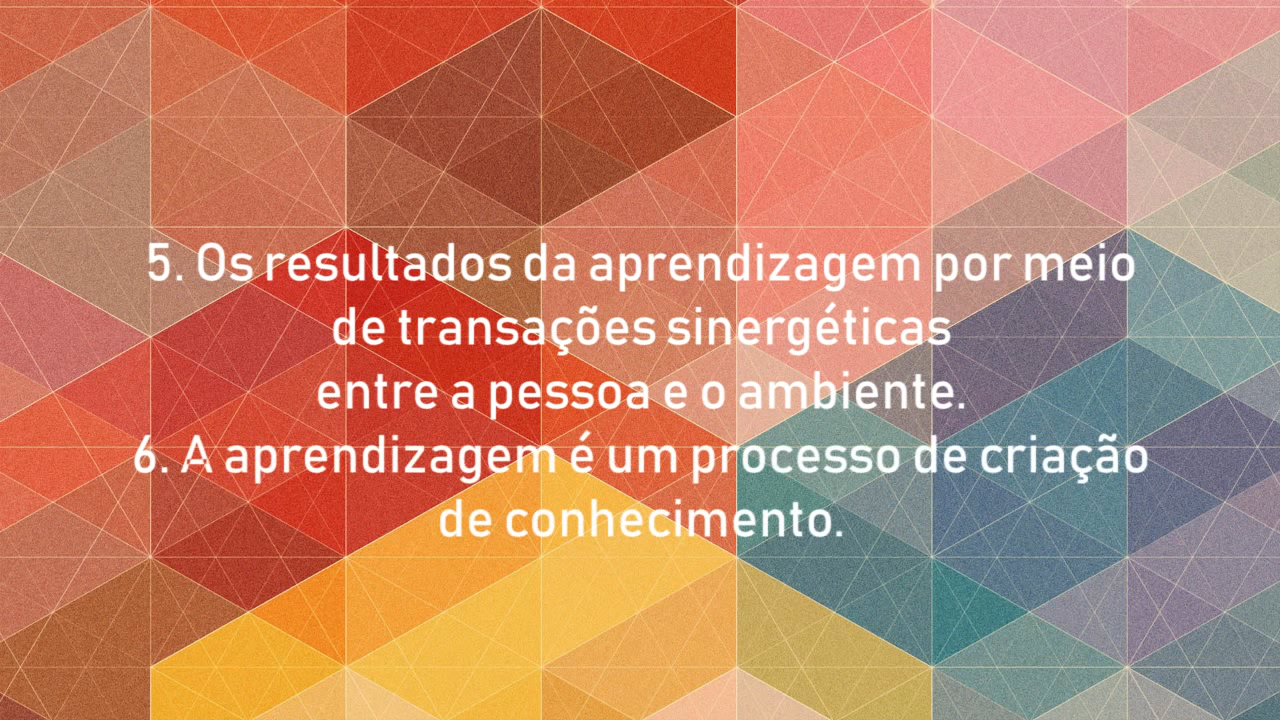 5. Os resultados da aprendizagem por meio
de transações sinergéticas
entre a pessoa e o ambiente.
6. A aprendizagem é um processo de criação
de conhecimento.